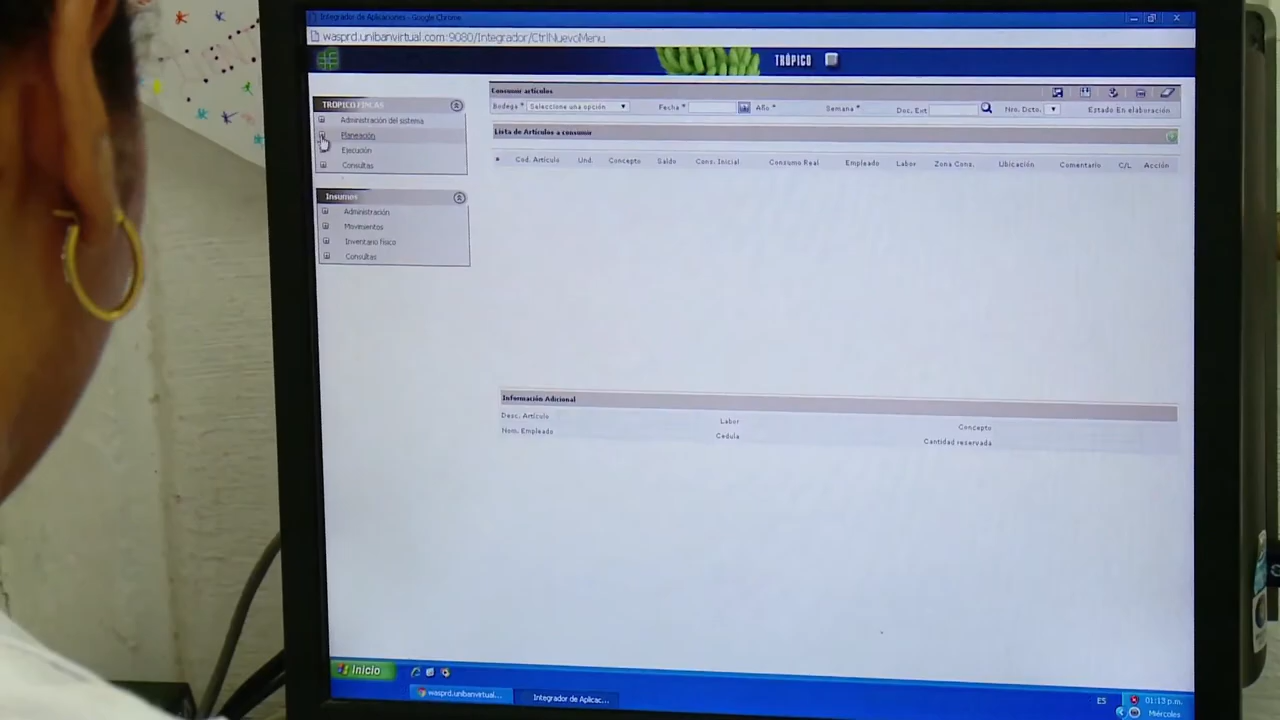 Integrador de Aplicaciones - Google Chrome
wasprd.unibanvirtual.com:9080/Integrador/CtrlNuevoMenu
TRÓPICO
TROPICO FINCAS
Administración del sistema
Planeación
Ejecución
Consultas
Insumos
Administración
Movimientos
Inventario físico
Consultas
Consumir artículos
Bodega * Seleccione una opción Fecha * Año * Semana * Doc. Ext Nro. Dcto. Estado En elaboración
Lista de Artículos a consumir
Cod. Artículo Und. Concepto Saldo Cons. Inicial Consumo Real Empleado Labor Zona Cons. Ubicación Comentario C/L Acción
Información Adicional
Desc. Artículo Labor Concepto
Nom. Empleado Cedula Cantidad reservada
Inicio
wasprd.unibanvirtual... Integrador de Aplicac... ES 01:13 p.m.
Miércoles